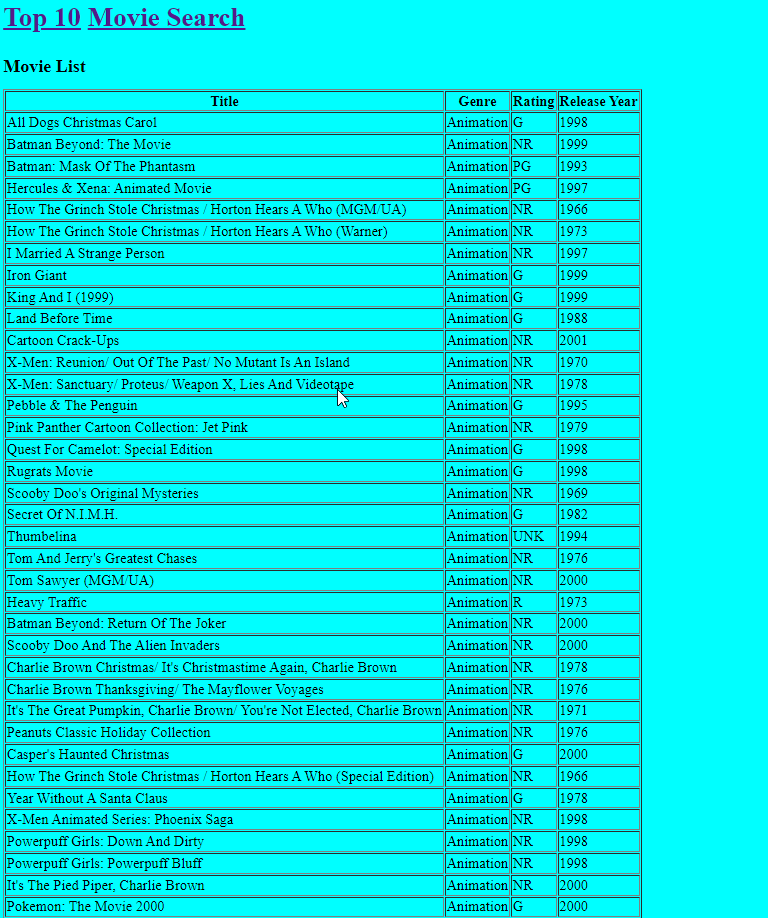 Top 10 Movie Search
Movie List
Title Genre Rating Release Year
All Dogs Christmas Carol Animation G 1998
Batman Beyond: The Movie Animation NR 1999
Batman: Mask Of The Phantasm Animation PG 1993
Hercules & Xena: Animated Movie Animation PG 1997
How The Grinch Stole Christmas / Horton Hears A Who (MGM/UA) Animation NR 1966
How The Grinch Stole Christmas / Horton Hears A Who (Warner) Animation NR 1973
I Married A Strange Person Animation NR 1997
Iron Giant Animation G 1999
King And I (1999) Animation G 1999
Land Before Time Animation G 1988
Cartoon Crack-Ups Animation NR 2001
X-Men: Reunion/ Out Of The Past/ No Mutant Is An Island Animation NR 1970
X-Men: Sanctuary/ Proteus/ Weapon X, Lies And Videotape Animation NR 1978
Pebble & The Penguin Animation G 1995
Pink Panther Cartoon Collection: Jet Pink Animation NR 1979
Quest For Camelot: Special Edition Animation G 1998
Rugrats Movie Animation G 1998
Scooby Doo's Original Mysteries Animation NR 1969
Secret Of N.I.M.H. Animation G 1982
Thumbelina Animation UNK 1994
Tom And Jerry's Greatest Chases Animation NR 1976
Tom Sawyer (MGM/UA) Animation NR 2000
Heavy Traffic Animation R 1973
Batman Beyond: Return Of The Joker Animation NR 2000
Scooby Doo And The Alien Invaders Animation NR 2000
Charlie Brown Christmas/ It's Christmastime Again, Charlie Brown Animation NR 1978
Charlie Brown Thanksgiving/ The Mayflower Voyages Animation NR 1976
It's The Great Pumpkin, Charlie Brown/ You're Not Elected, Charlie Brown Animation NR 1971
Peanuts Classic Holiday Collection Animation NR 1976
Casper's Haunted Christmas Animation G 2000
How The Grinch Stole Christmas / Horton Hears A Who (Special Edition) Animation NR 1966
Year Without A Santa Claus Animation G 1978
X-Men Animated Series: Phoenix Saga Animation NR 1998
Powerpuff Girls: Down And Dirty Animation NR 1998
Powerpuff Girls: Powerpuff Bluff Animation NR 1998
It's The Pied Piper, Charlie Brown Animation NR 2000
Pokemon: The Movie 2000 Animation G 2000